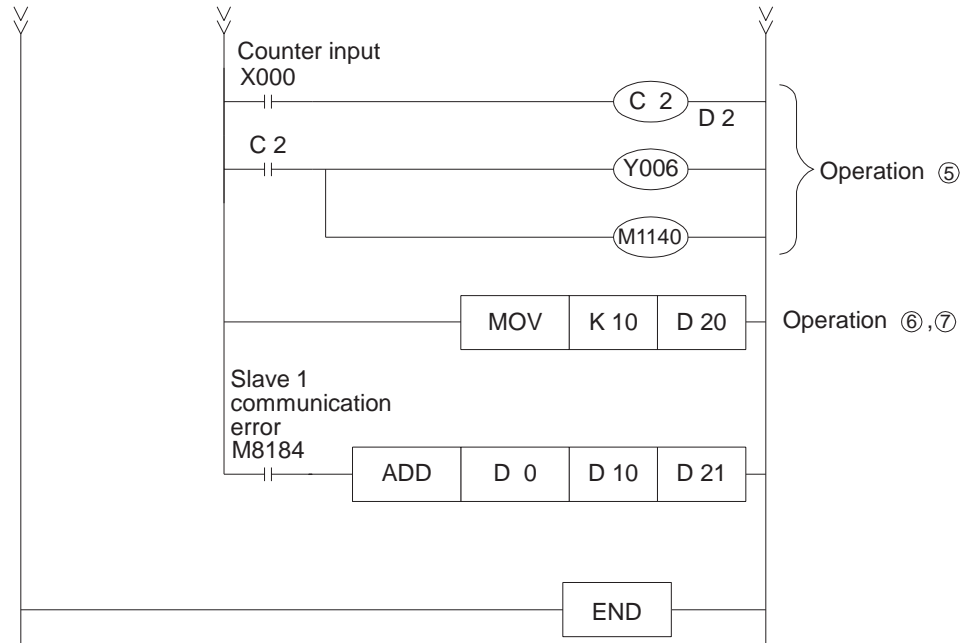 Counter input
X000
C 2
D 2
C 2
Y006
Operation ⑤
M1140
MOV K 10 D 20
Operation ⑥,⑦
Slave 1
communication
error
M8184
ADD D 0 D 10 D 21
END